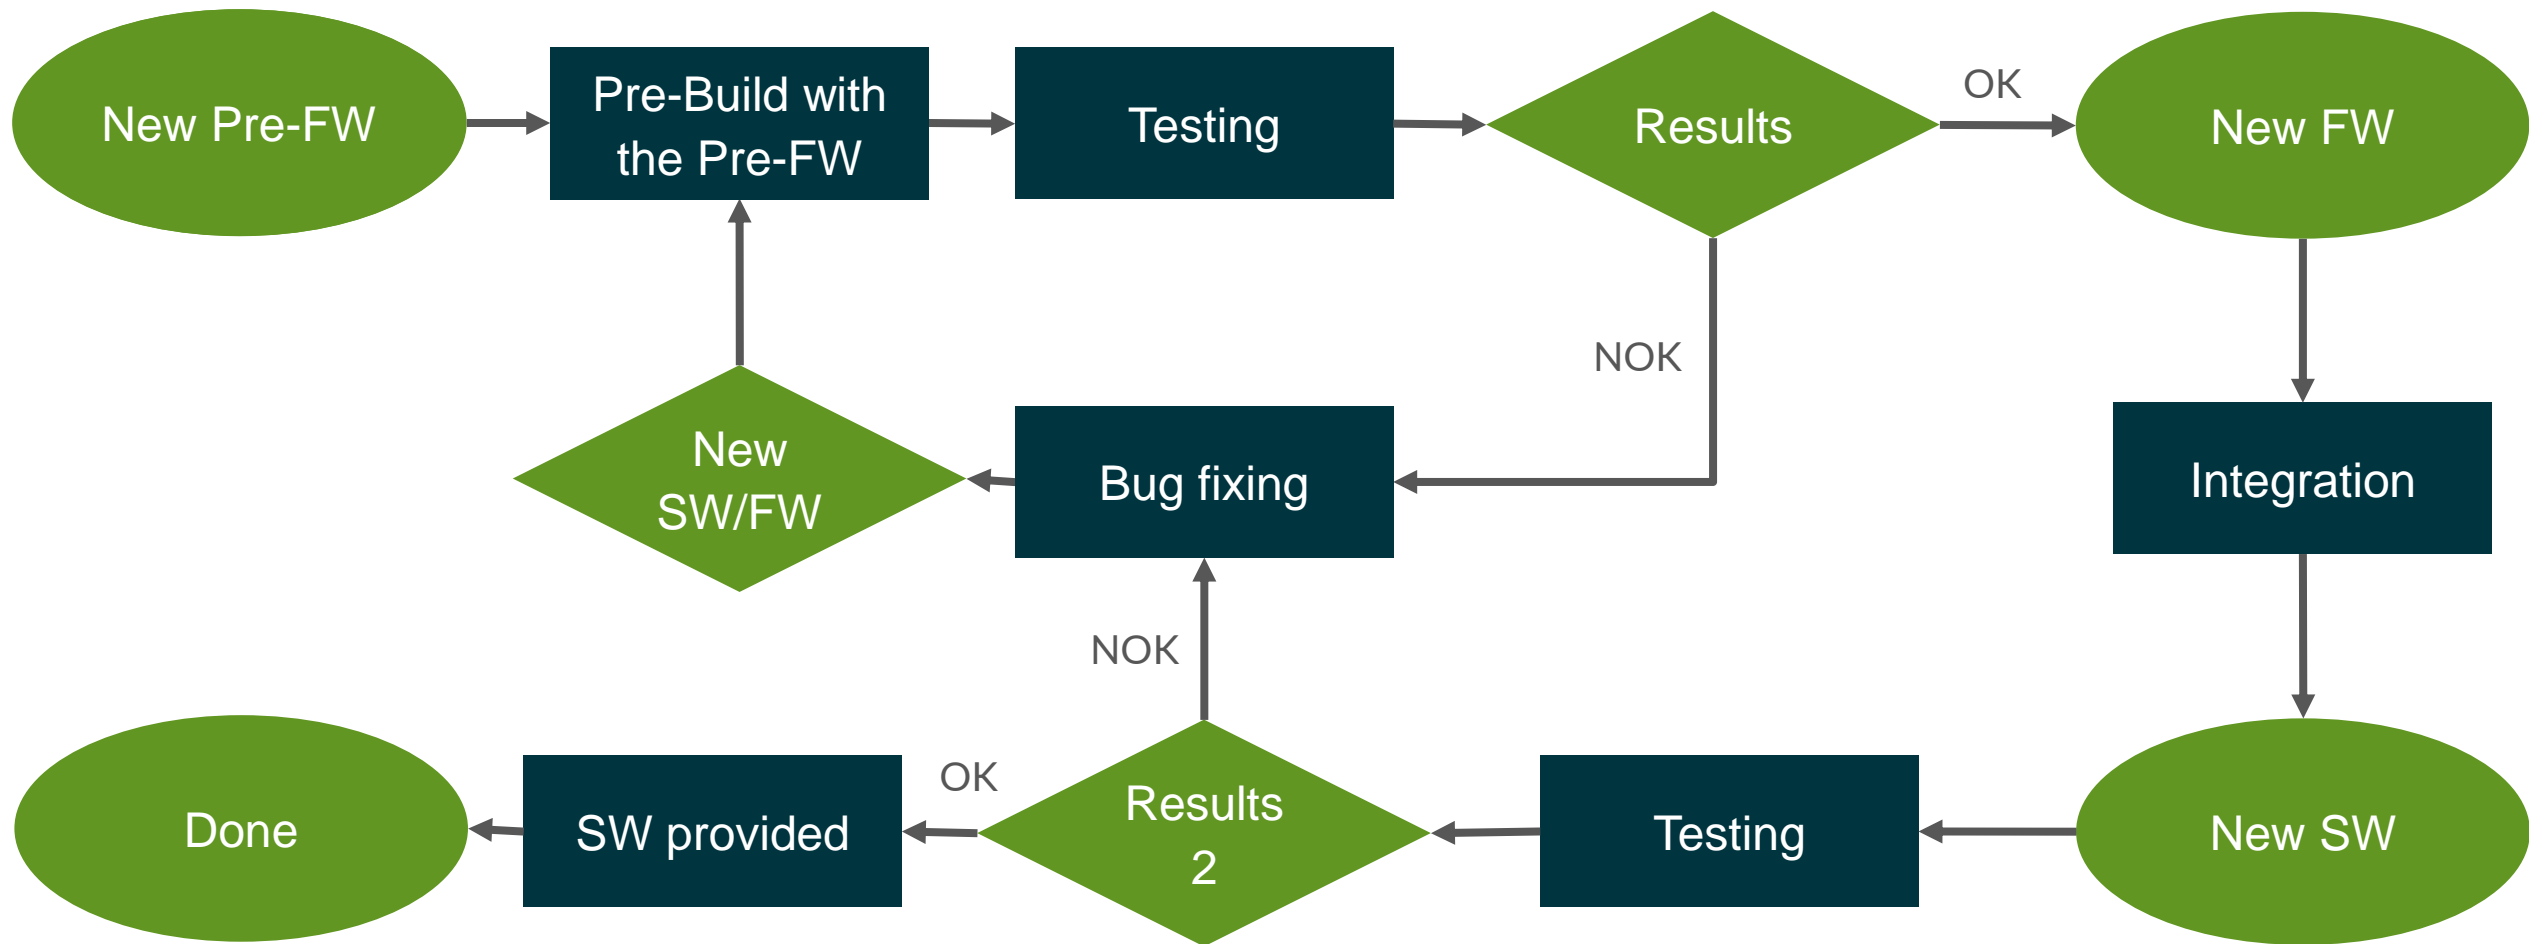 New Pre-FW
Pre-Build with
the Pre-FW
Testing
Results
OK
New FW
NOK
New
SW/FW
Bug fixing
Integration
NOK
Done
SW provided
OK
Results
2
Testing
New SW